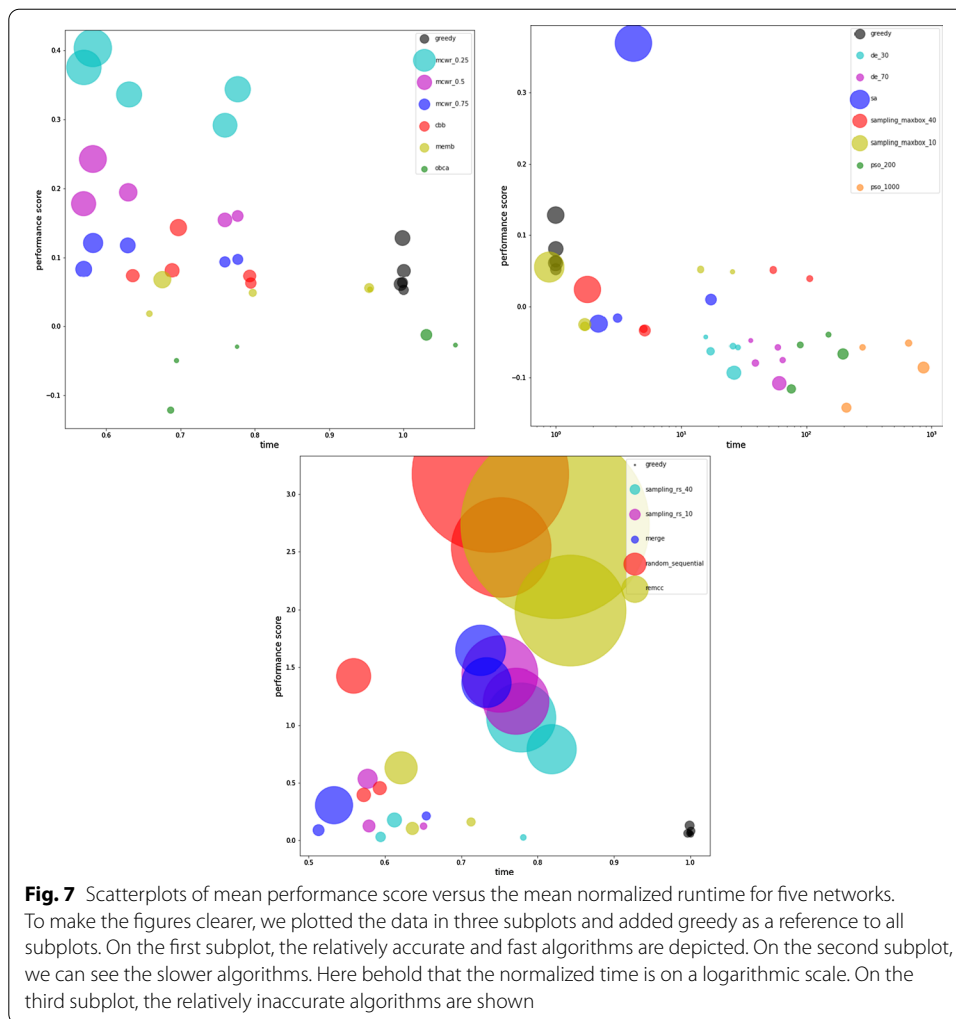 0.4
0.3
0.2
0.1
0.0
−0.1
performance score
0.6
0.7
0.8
0.9
1.0
time
greedy
mcwr_0.25
mcwr_0.5
mcwr_0.75
cbb
memb
obca
0.3
0.2
0.1
0.0
−0.1
performance score
10⁰
10¹
10²
10³
time
greedy
de_30
de_70
sa
sampling_maxbox_40
sampling_maxbox_10
pso_200
pso_1000
3.0
2.5
2.0
1.5
1.0
0.5
0.0
performance score
0.5
0.6
0.7
0.8
0.9
1.0
time
greedy
sampling_rs_40
sampling_rs_10
merge
random_sequential
remcc
Fig. 7 Scatterplots of mean performance score versus the mean normalized runtime for five networks.
To make the figures clearer, we plotted the data in three subplots and added greedy as a reference to all
subplots. On the first subplot, the relatively accurate and fast algorithms are depicted. On the second subplot,
we can see the slower algorithms. Here behold that the normalized time is on a logarithmic scale. On the
third subplot, the relatively inaccurate algorithms are shown